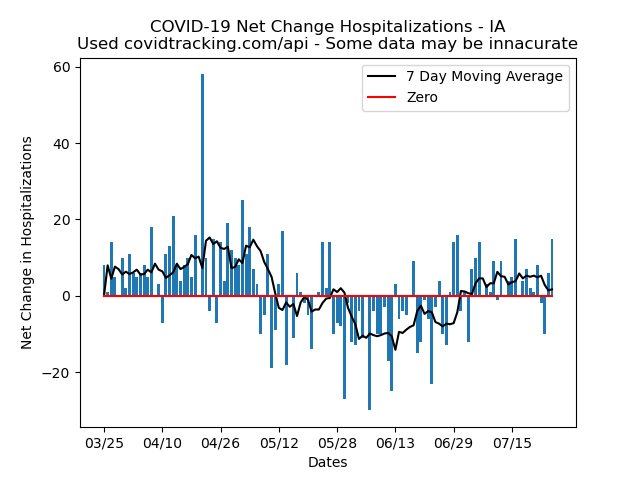 COVID-19 Net Change Hospitalizations - IA
Used covidtracking.com/api - Some data may be innacurate
7 Day Moving Average
Zero
Net Change in Hospitalizations
60
40
20
0
−20
03/25 04/10 04/26 05/12 05/28 06/13 06/29 07/15
Dates